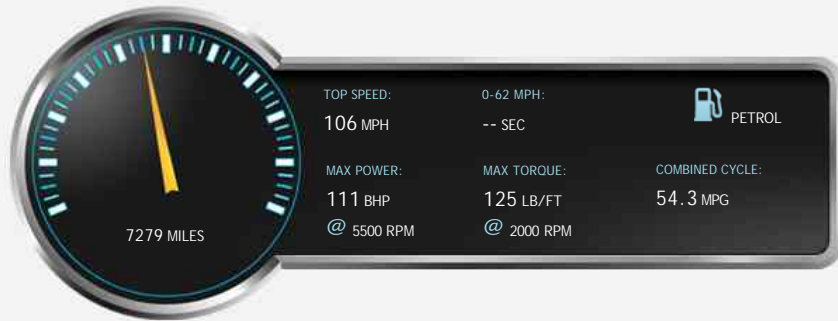 TOP SPEED:
106 MPH
0-62 MPH:
-- SEC
PETROL
MAX POWER:
111 BHP
@ 5500 RPM
MAX TORQUE:
125 LB/FT
@ 2000 RPM
COMBINED CYCLE:
54.3 MPG
7279 MILES